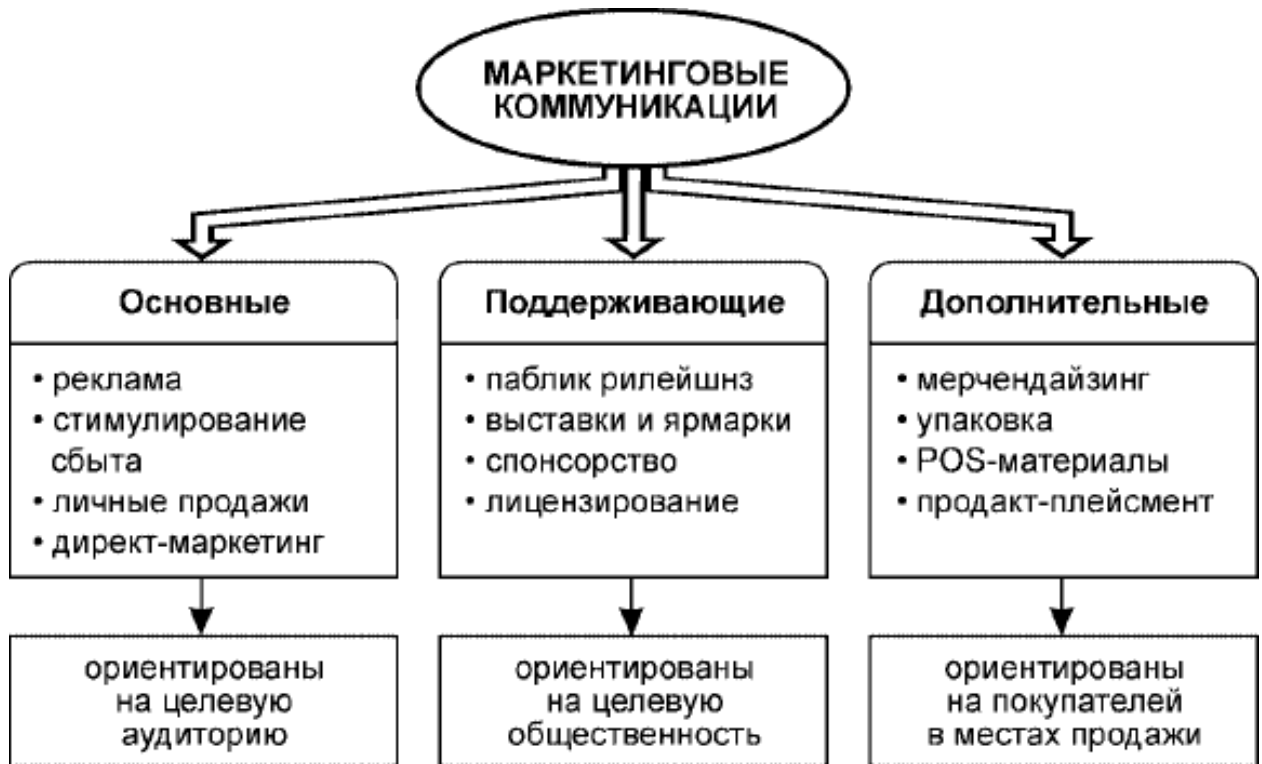 МАРКЕТИНГОВЫЕ
КОММУНИКАЦИИ
Основные
• реклама
• стимулирование
сбыта
• личные продажи
• директ-маркетинг
ориентированы
на целевую
аудиторию
Поддерживающие
• паблик рилейшнз
• выставки и ярмарки
• спонсорство
• лицензирование
ориентированы
на целевую
общественность
Дополнительные
• мерчендайзинг
• упаковка
• POS-материалы
• продакт-плейсмент
ориентированы
на покупателей
в местах продажи